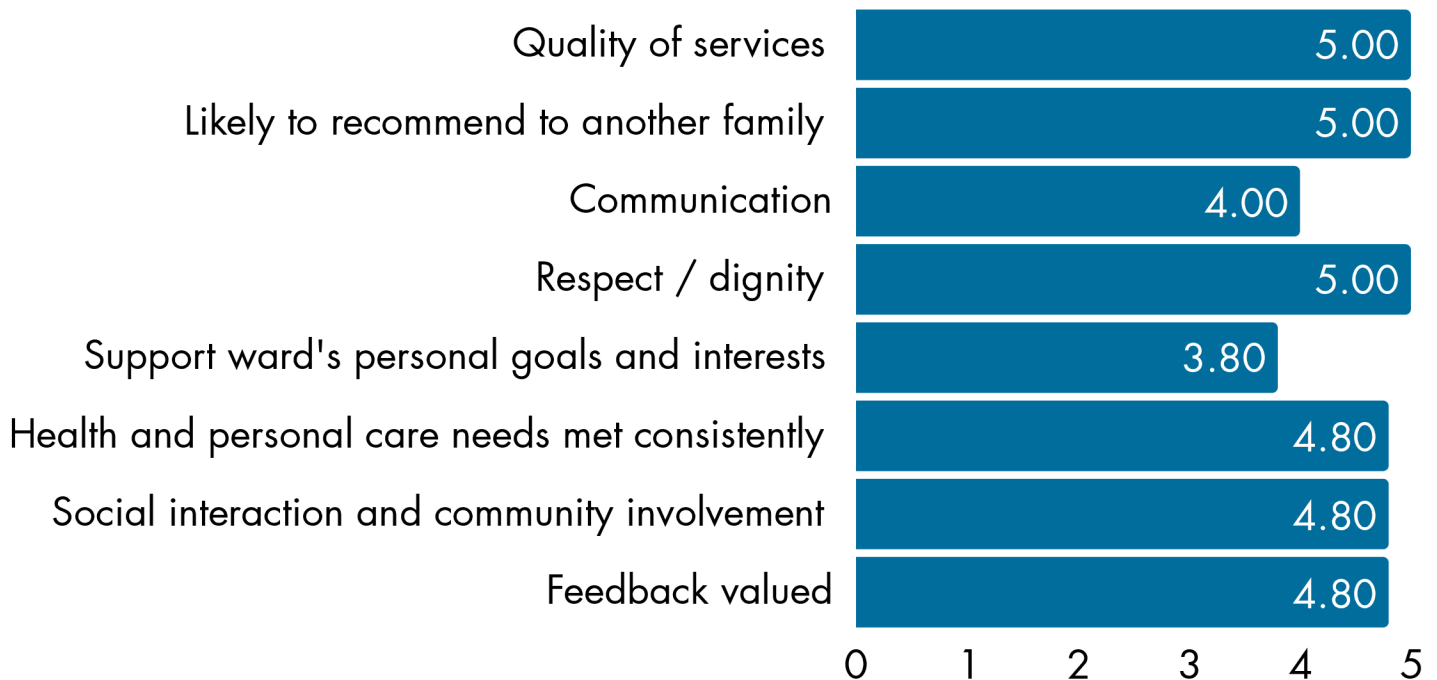 Quality of services 5.00
Likely to recommend to another family 5.00
Communication 4.00
Respect / dignity 5.00
Support ward's personal goals and interests 3.80
Health and personal care needs met consistently 4.80
Social interaction and community involvement 4.80
Feedback valued 4.80
0 1 2 3 4 5